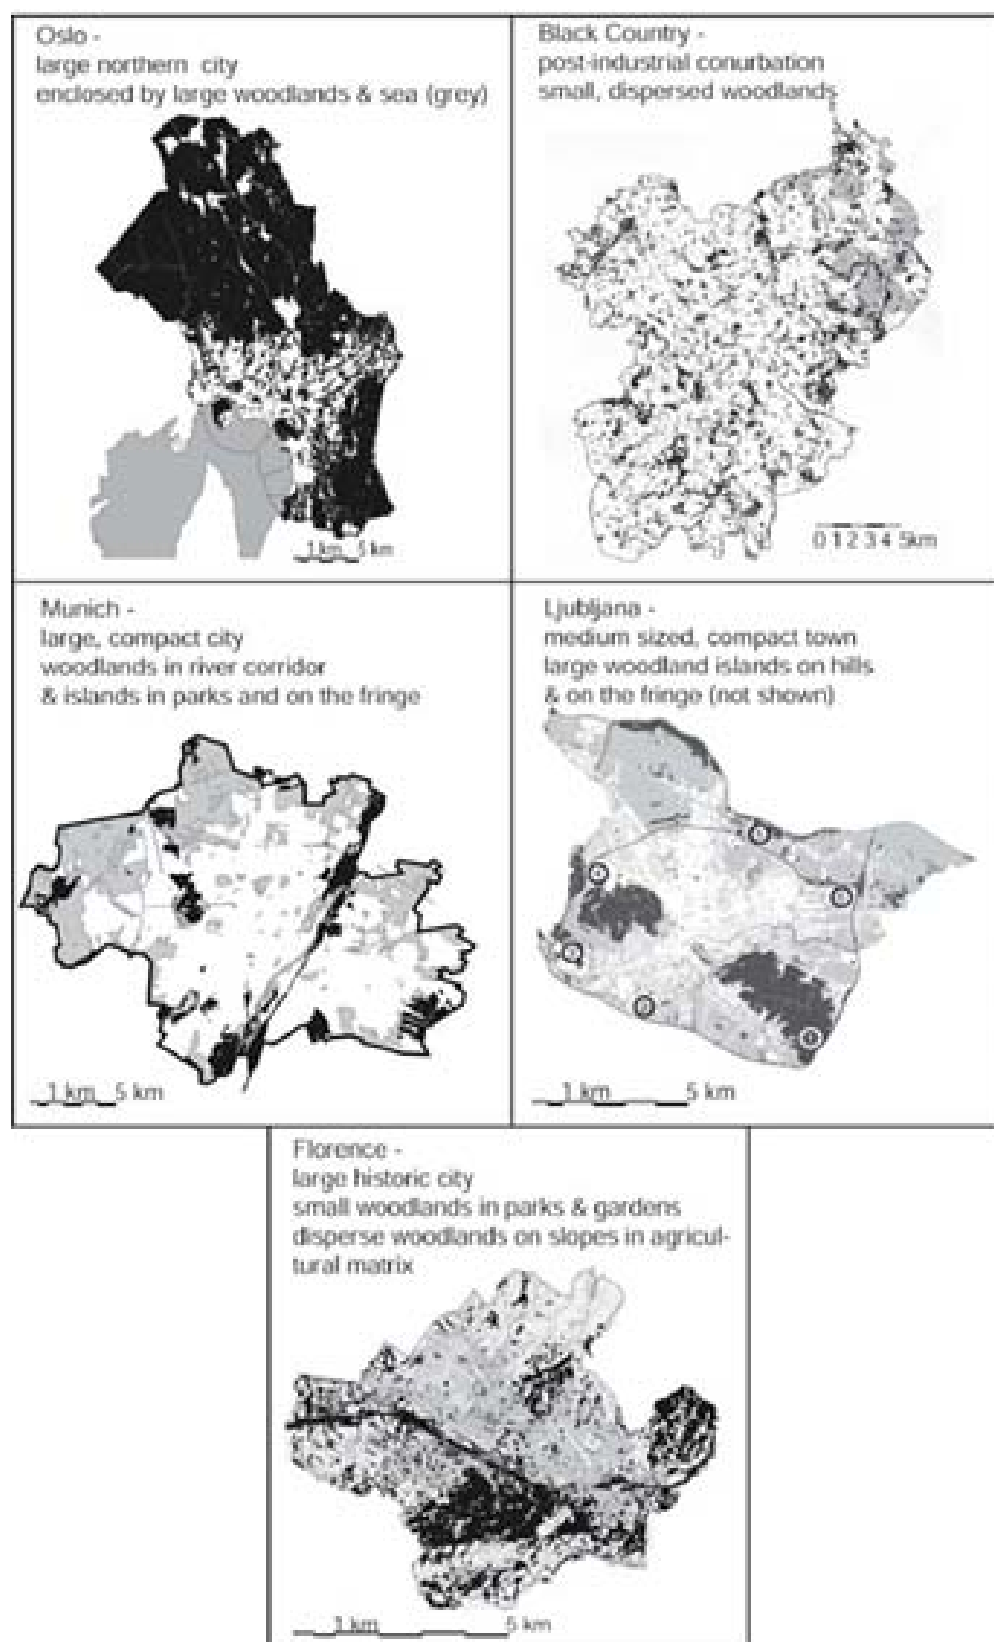 Oslo -
large northern city
enclosed by large woodlands & sea (grey)
1 km 5 km
Black Country -
post-industrial conurbation
small, dispersed woodlands
0 1 2 3 4 5km
Munich -
large, compact city
woodlands in river corridor
& islands in parks and on the fringe
1 km 5 km
Ljubljana -
medium sized, compact town
large woodland islands on hills
& on the fringe (not shown)
1 km 5 km
Florence -
large historic city
small woodlands in parks & gardens
disperse woodlands on slopes in agricul-
tural matrix
1 km 5 km